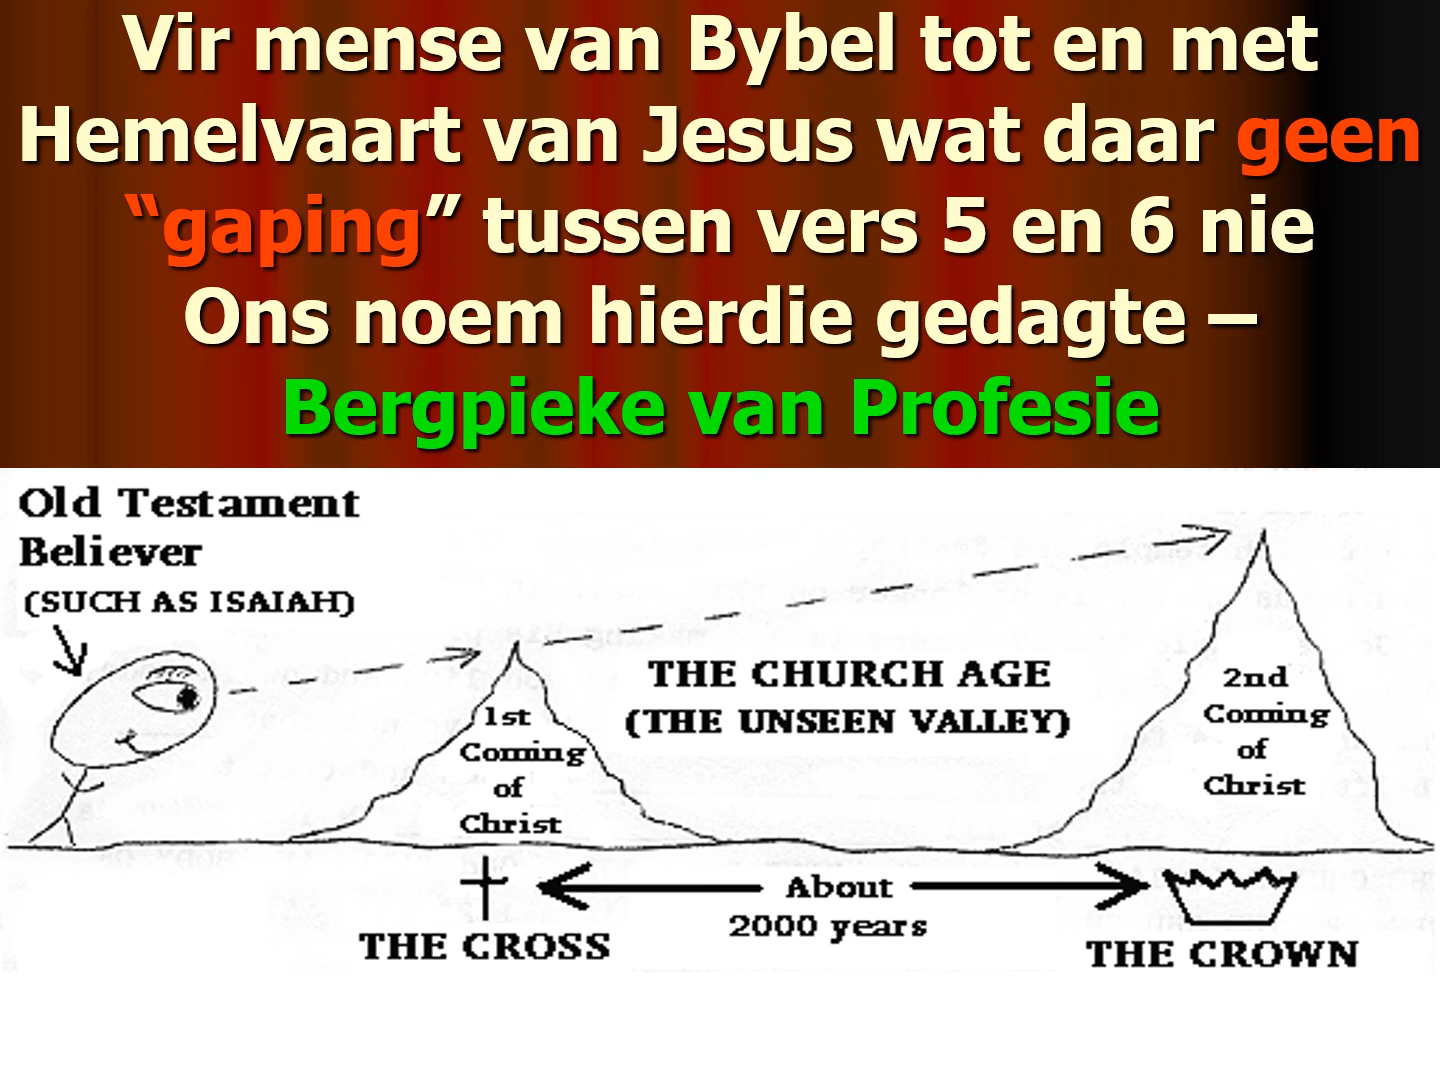 Vir mense van Bybel tot en met
Hemelvaart van Jesus wat daar geen
“gaping” tussen vers 5 en 6 nie
Ons noem hierdie gedagte –
Bergpieke van Profesie
Old Testament
Believer
(SUCH AS ISAIAH)
1st
Coming
of
Christ
THE CHURCH AGE
(THE UNSEEN VALLEY)
2nd
Coming
of
Christ
About
2000 years
THE CROSS
THE CROWN